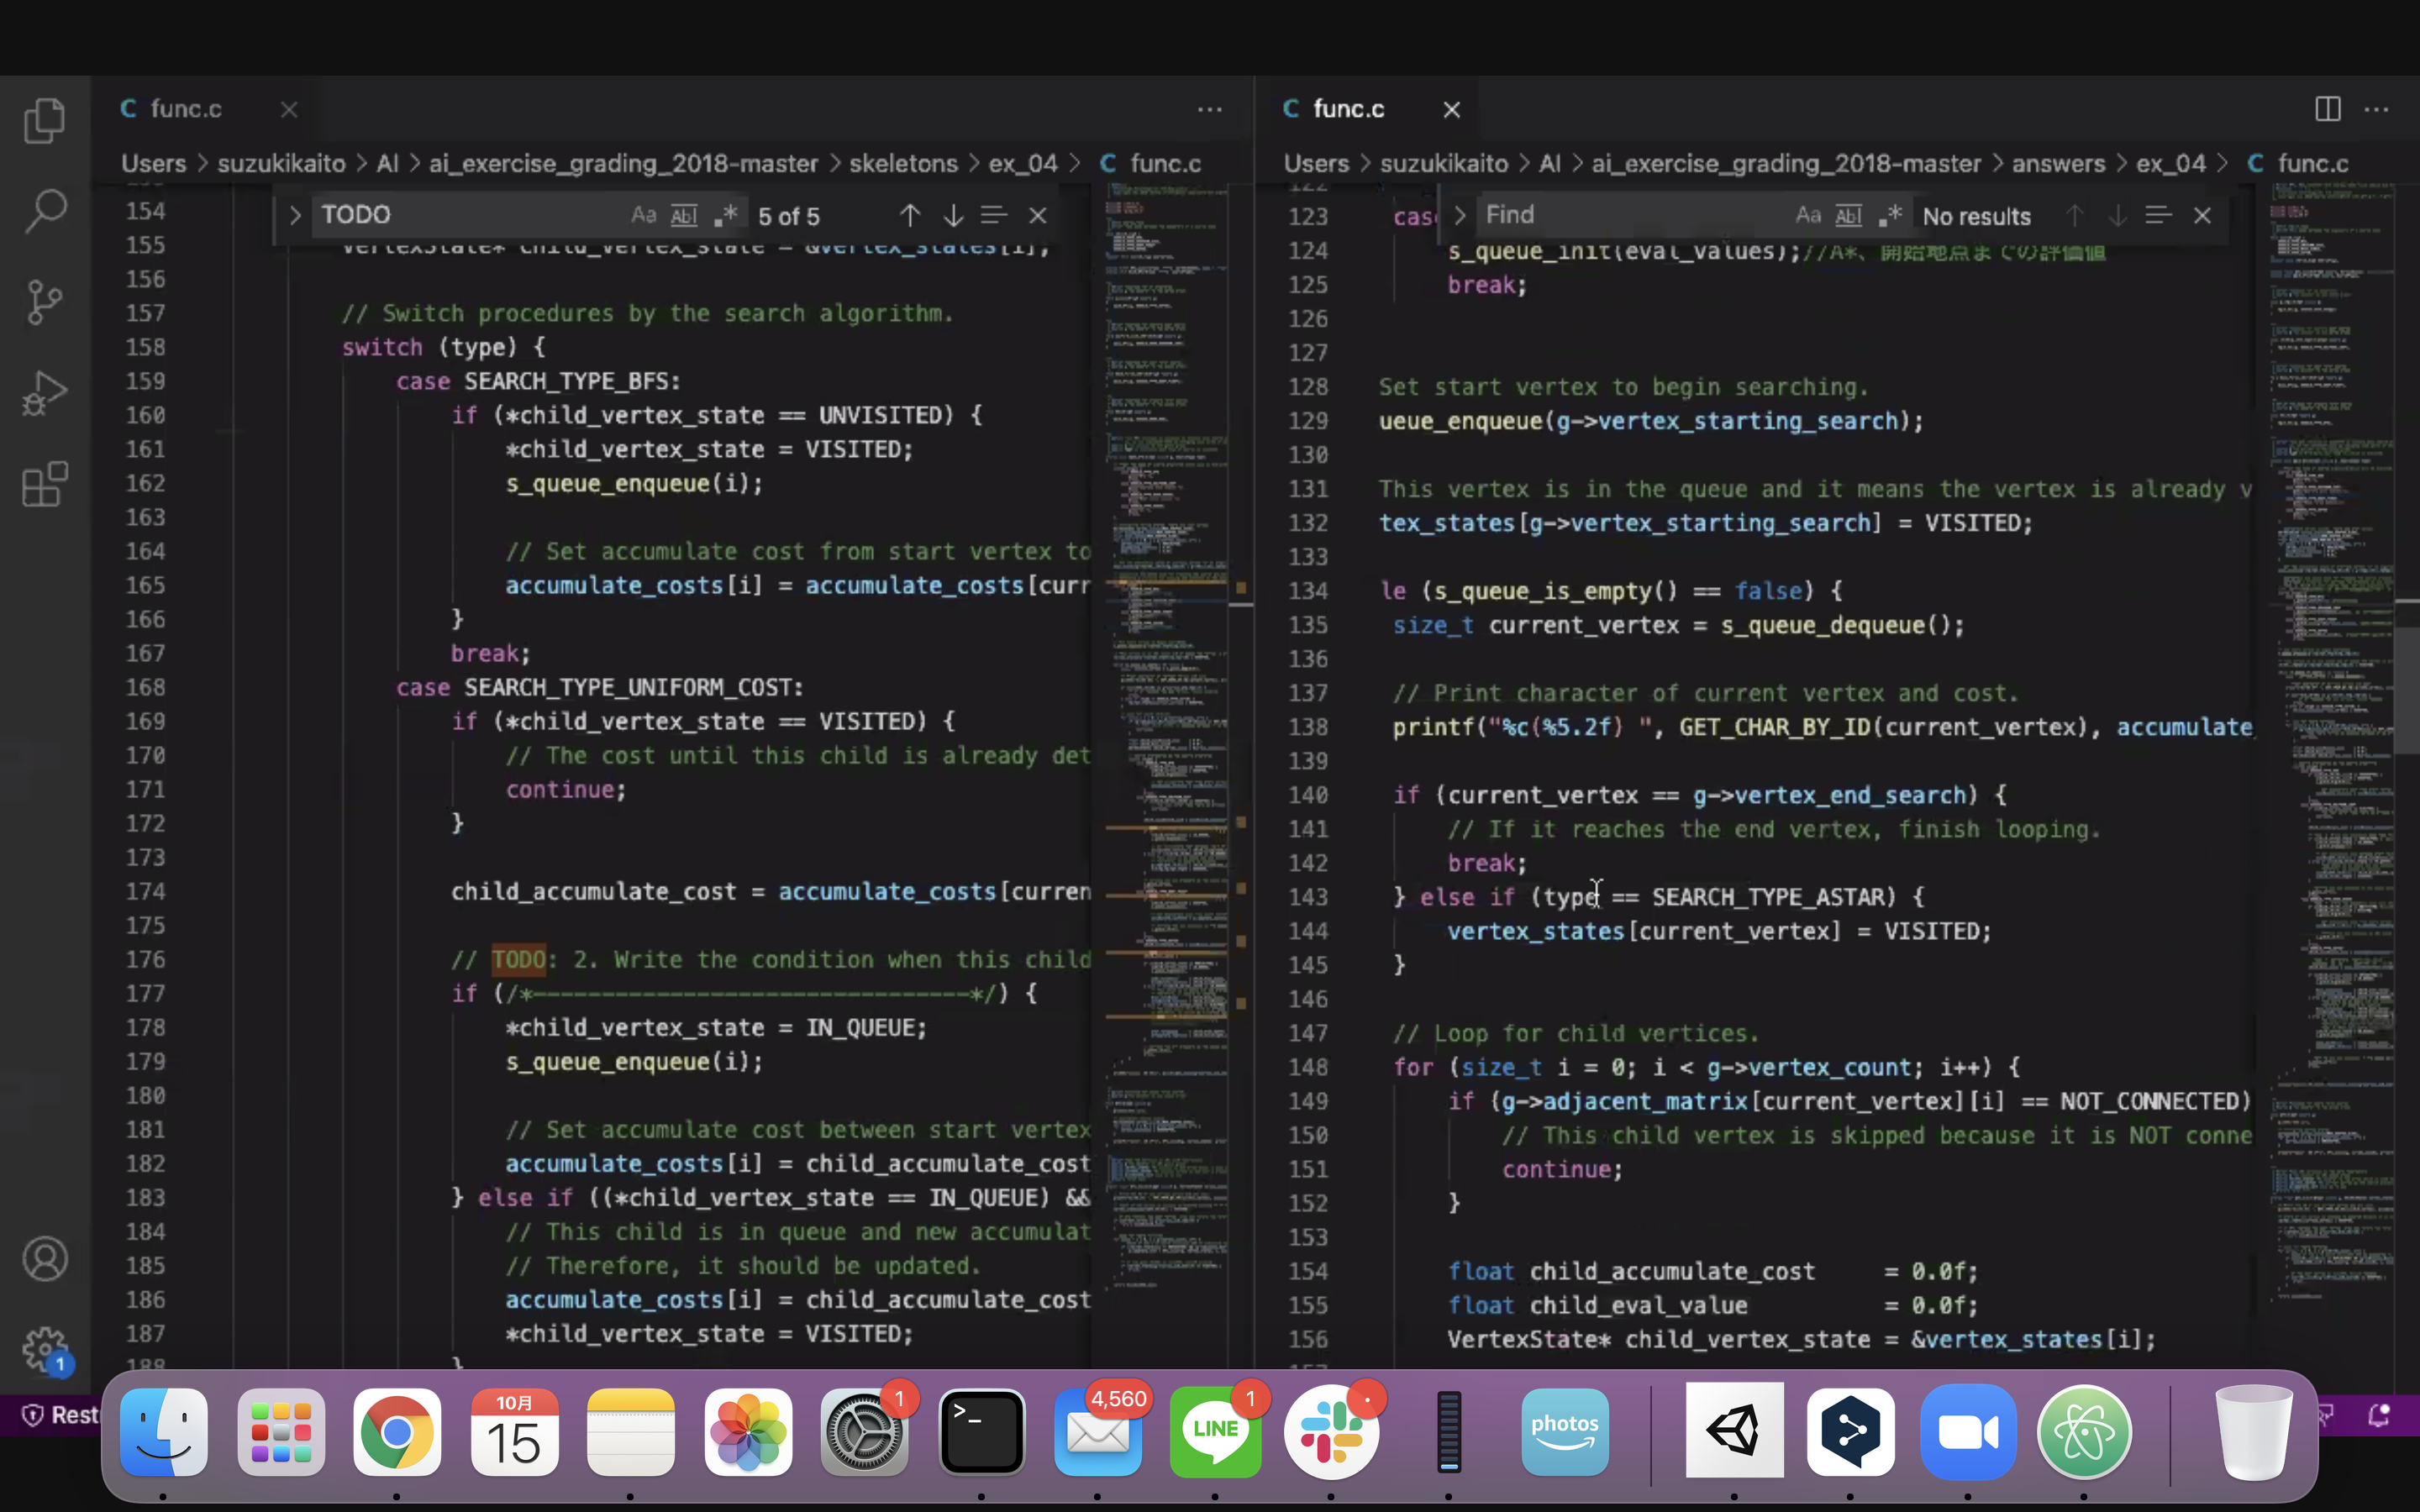 func.c
Users > suzukikaito > AI > ai_exercise_grading_2018-master > skeletons > ex_04 > C func.c
TODO
Aa Abl .* 5 of 5
154
155 VertexState* child_vertex_state = &vertex_states[i];
156
157 // Switch procedures by the search algorithm.
158 switch (type) {
159 case SEARCH_TYPE_BFS:
160 if (*child_vertex_state == UNVISITED) {
161 *child_vertex_state = VISITED;
162 s_queue_enqueue(i);
163
164 // Set accumulate cost from start vertex to
165 accumulate_costs[i] = accumulate_costs[curr
166 }
167 break;
168 case SEARCH_TYPE_UNIFORM_COST:
169 if (*child_vertex_state == VISITED) {
170 // The cost until this child is already det
171 continue;
172 }
173
174 child_accumulate_cost = accumulate_costs[curren
175
176 // TODO: 2. Write the condition when this child
177 if (/*————————————————————————————————*/) {
178 *child_vertex_state = IN_QUEUE;
179 s_queue_enqueue(i);
180
181 // Set accumulate cost between start vertex
182 accumulate_costs[i] = child_accumulate_cost
183 } else if ((*child_vertex_state == IN_QUEUE) &&
184 // This child is in queue and new accumulat
185 // Therefore, it should be updated.
186 accumulate_costs[i] = child_accumulate_cost
187 *child_vertex_state = VISITED;
188 }
func.c
Users > suzukikaito > AI > ai_exercise_grading_2018-master > answers > ex_04 > C func.c
Find
Aa Abl .* No results
122
123 case
124 s_queue_init(eval_values);//A*、開始地点までの評価値
125 break;
126
127
128 Set start vertex to begin searching.
129 ueue_enqueue(g->vertex_starting_search);
130
131 This vertex is in the queue and it means the vertex is already v
132 tex_states[g->vertex_starting_search] = VISITED;
133
134 le (s_queue_is_empty() == false) {
135 size_t current_vertex = s_queue_dequeue();
136
137 // Print character of current vertex and cost.
138 printf("%c(%5.2f) ", GET_CHAR_BY_ID(current_vertex), accumulate_
139
140 if (current_vertex == g->vertex_end_search) {
141 // If it reaches the end vertex, finish looping.
142 break;
143 } else if (type == SEARCH_TYPE_ASTAR) {
144 vertex_states[current_vertex] = VISITED;
145 }
146
147 // Loop for child vertices.
148 for (size_t i = 0; i < g->vertex_count; i++) {
149 if (g->adjacent_matrix[current_vertex][i] == NOT_CONNECTED)
150 // This child vertex is skipped because it is NOT conne
151 continue;
152 }
153
154 float child_accumulate_cost = 0.0f;
155 float child_eval_value = 0.0f;
156 VertexState* child_vertex_state = &vertex_states[i];
1
Restr
10月
15
1
>_
4,560
LINE
1
photos